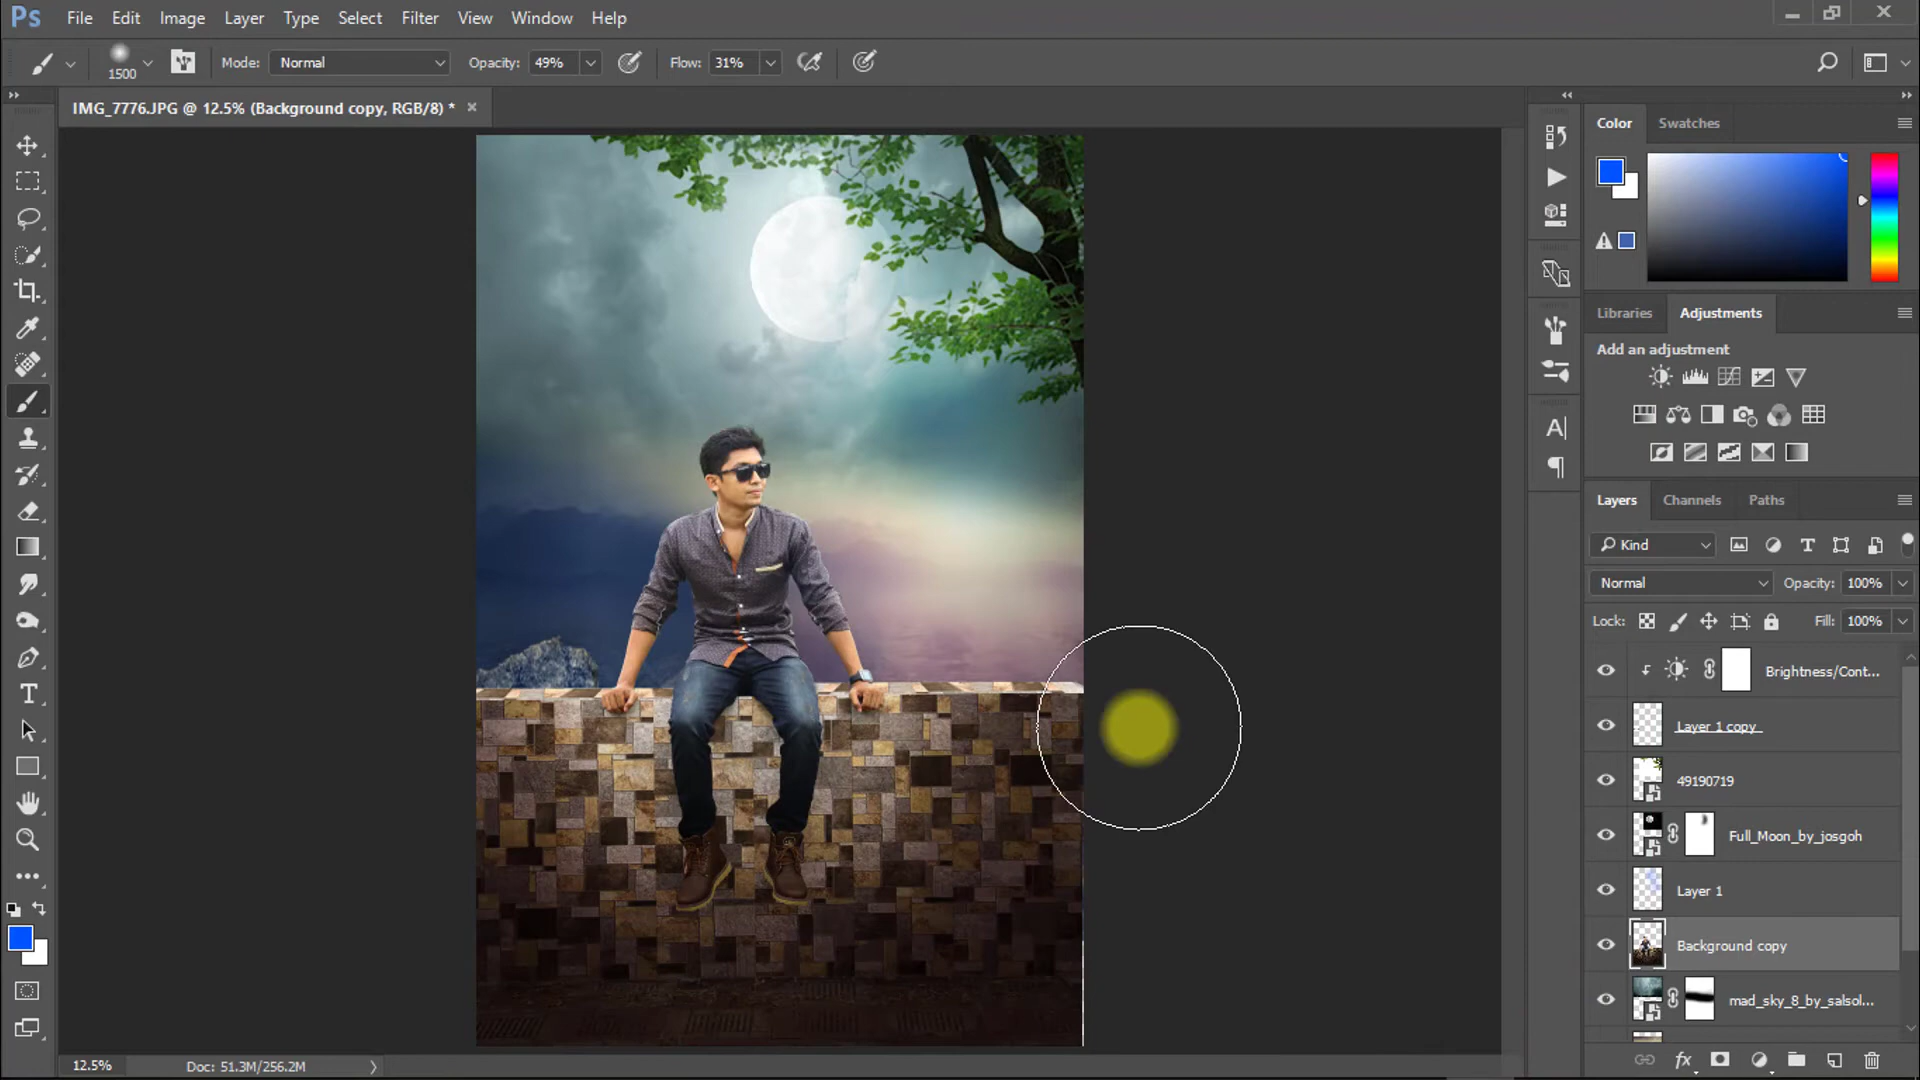 Ps File Edit Image Layer Type Select Filter View Window Help
1500 Mode: Normal Opacity: 49% Flow: 31%
IMG_7776.JPG @ 12.5% (Background copy, RGB/8) *
Color Swatches
Libraries Adjustments
Add an adjustment
Layers Channels Paths
Kind
Normal Opacity: 100%
Lock: Fill: 100%
Brightness/Cont...
Layer 1 copy
49190719
Full_Moon_by_josgoh
Layer 1
Background copy
mad_sky_8_by_salsol...
12.5% Doc: 51.3M/256.2M